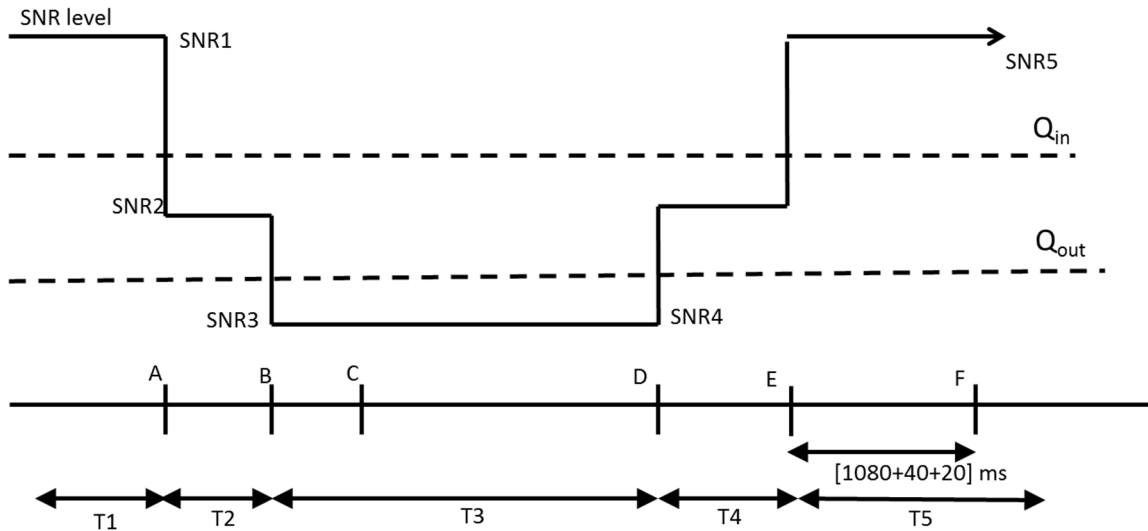 SNR level
SNR1
SNR5
Qin
SNR2
Qout
SNR3
SNR4
A B C D E F
[1080+40+20] ms
T1 T2 T3 T4 T5